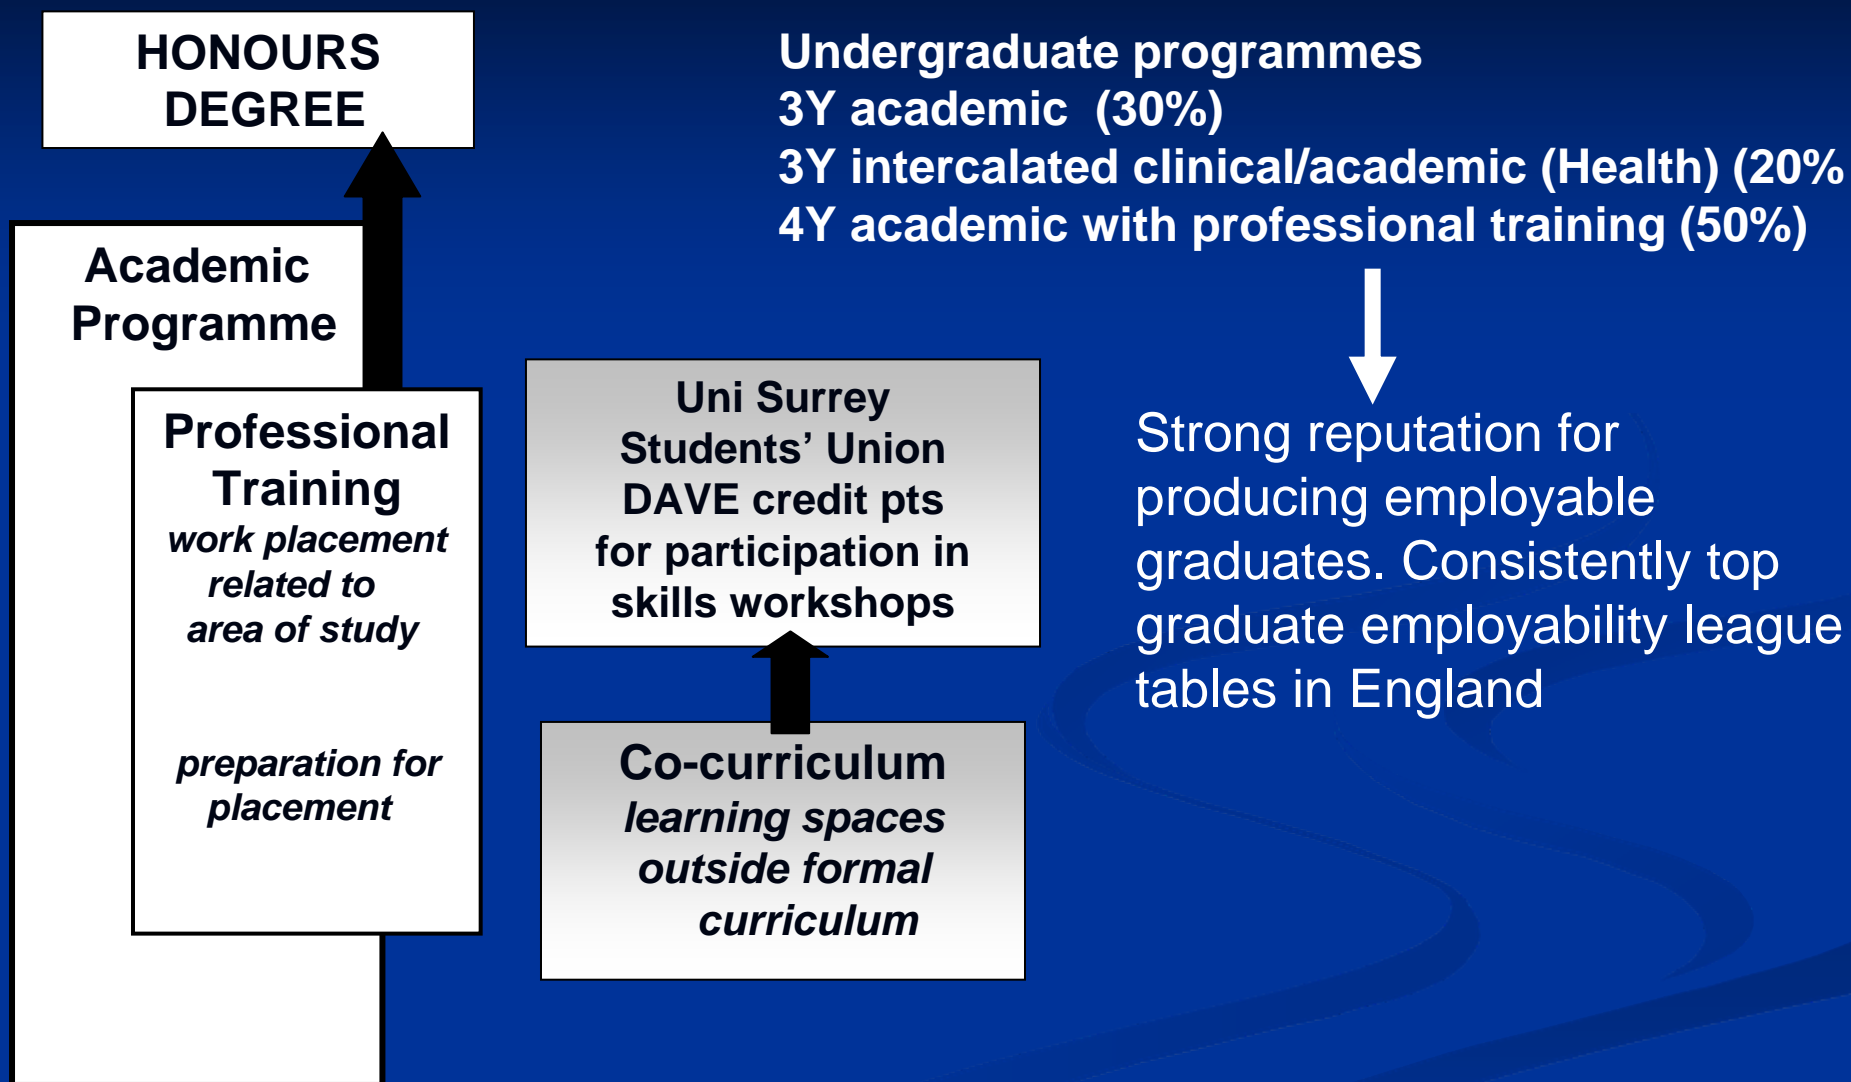 HONOURS
DEGREE
Undergraduate programmes
3Y academic (30%)
3Y intercalated clinical/academic (Health) (20%
4Y academic with professional training (50%)
Academic
Programme
Professional
Training
work placement
related to
area of study
preparation for
placement
Uni Surrey
Students’ Union
DAVE credit pts
for participation in
skills workshops
Co-curriculum
learning spaces
outside formal
curriculum
Strong reputation for
producing employable
graduates. Consistently top
graduate employability league
tables in England